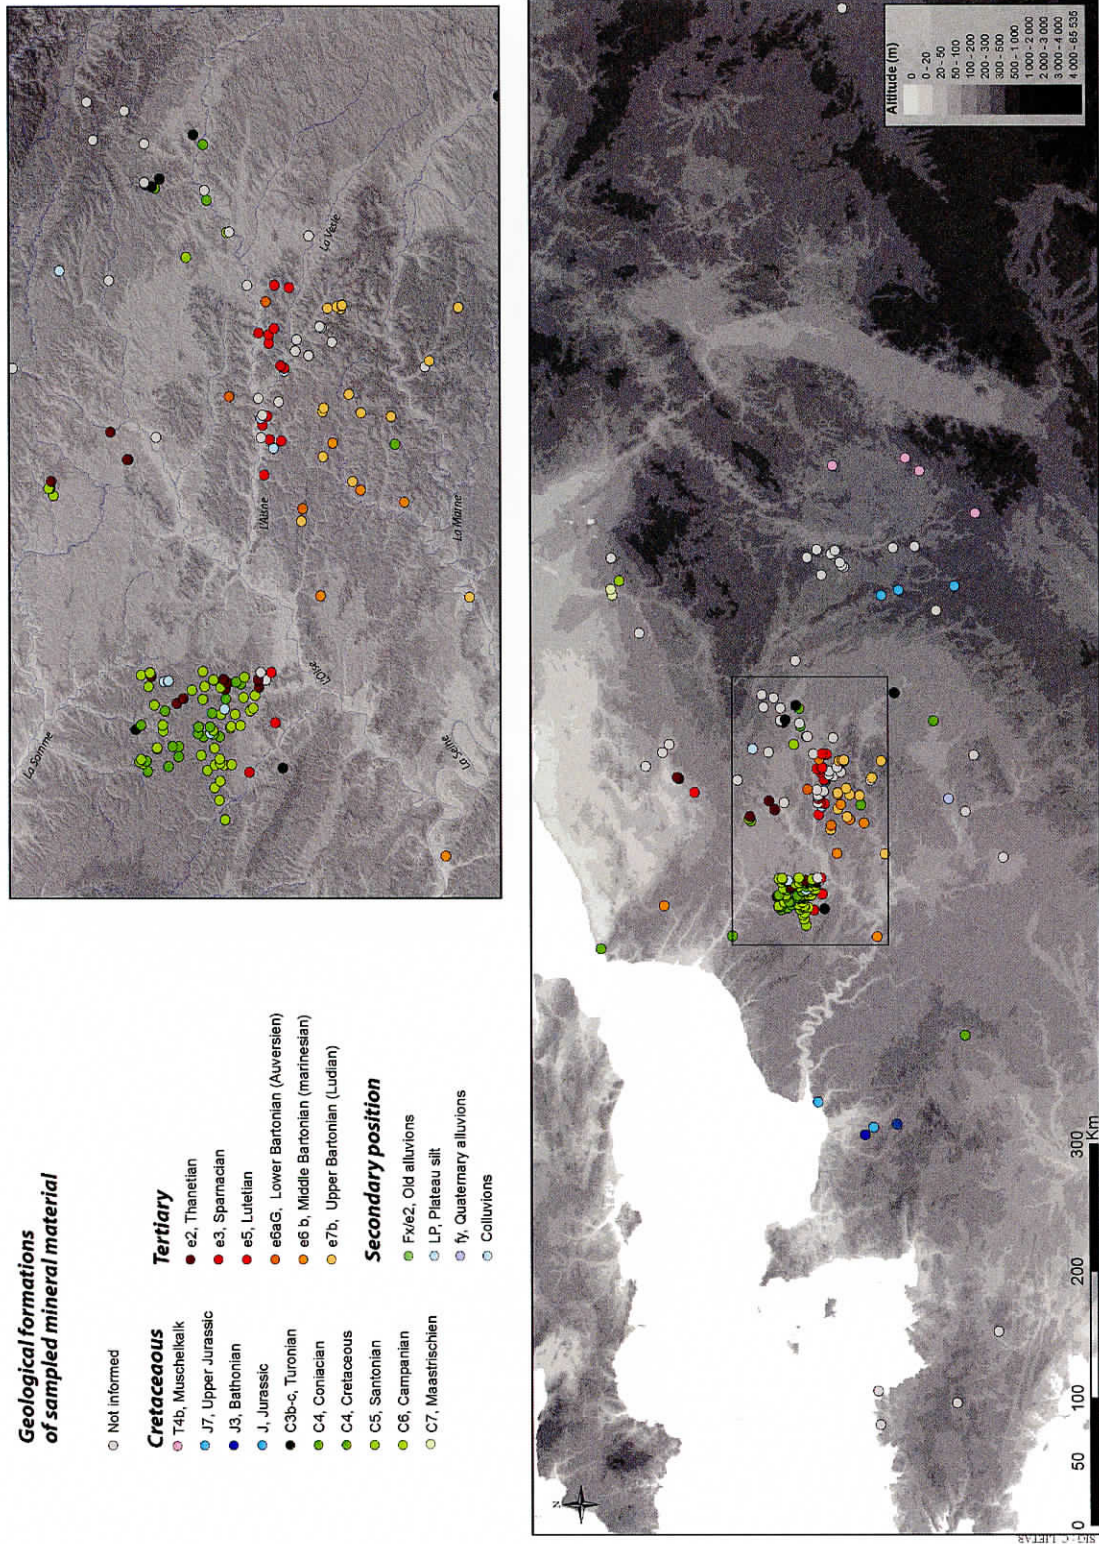 Geological formations
of sampled mineral material
Not informed
Cretaceaous
T4b, Muschelkalk
J7, Upper Jurassic
J3, Bathonian
J, Jurassic
C3b-c, Turonian
C4, Coniacian
C4, Cretaceous
C5, Santonian
C6, Campanian
C7, Maastrischien
Tertiary
e2, Thanetian
e3, Sparnacian
e5, Lutetian
e6aG, Lower Bartonian (Auversien)
e6 b, Middle Bartonian (marinesian)
e7b, Upper Bartonian (Ludian)
Secondary position
Fx/e2, Old alluvions
LP, Plateau silt
fy, Quaternary alluvions
Colluvions
La Somme
L'Oise
La Seine
L'Aisne
La Marne
La Vesle
N
Altitude (m)
0
0 - 20
20 - 50
50 - 100
100 - 200
200 - 300
300 - 500
500 - 1 000
1 000 - 2 000
2 000 - 3 000
3 000 - 4 000
4 000 - 65 535
0 50 100 200 300
Km
SIG : C. LIETAR